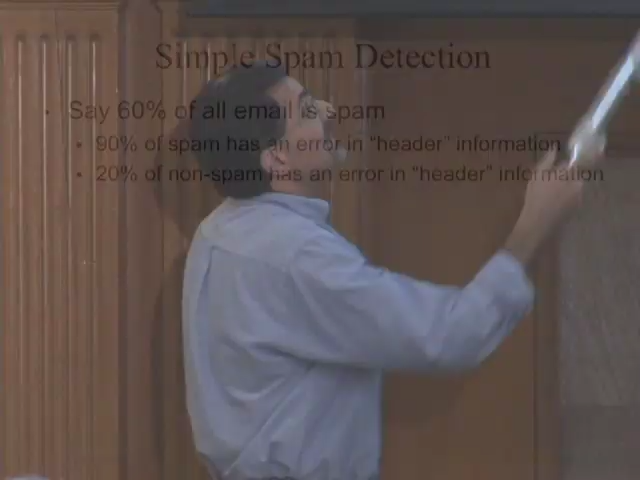 Simple Spam Detection
• Say 60% of all email is spam
• 90% of spam has an error in "header" information
• 20% of non-spam has an error in "header" information